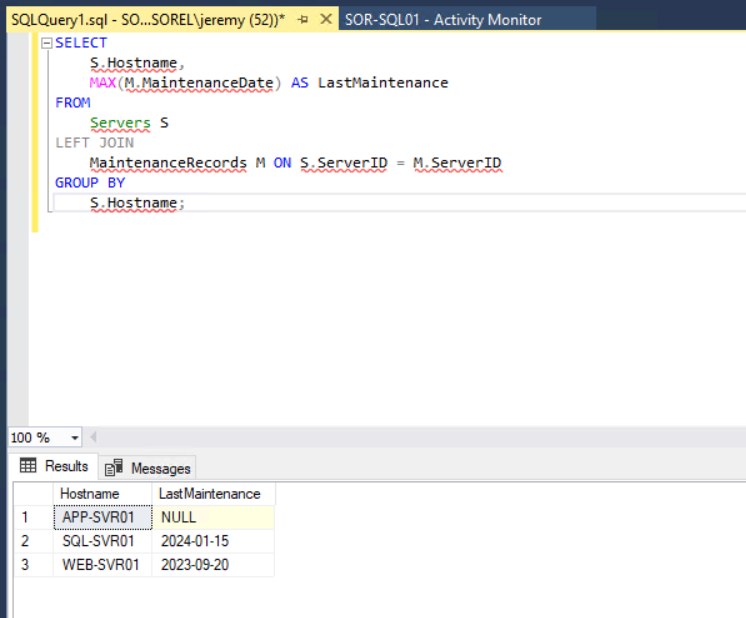 SQLQuery1.sql - SO...SOREL\jeremy (52))* SOR-SQL01 - Activity Monitor
SELECT
S.Hostname,
MAX(M.MaintenanceDate) AS LastMaintenance
FROM
Servers S
LEFT JOIN
MaintenanceRecords M ON S.ServerID = M.ServerID
GROUP BY
S.Hostname;
100 %
Results Messages
Hostname LastMaintenance
1 APP-SVR01 NULL
2 SQL-SVR01 2024-01-15
3 WEB-SVR01 2023-09-20